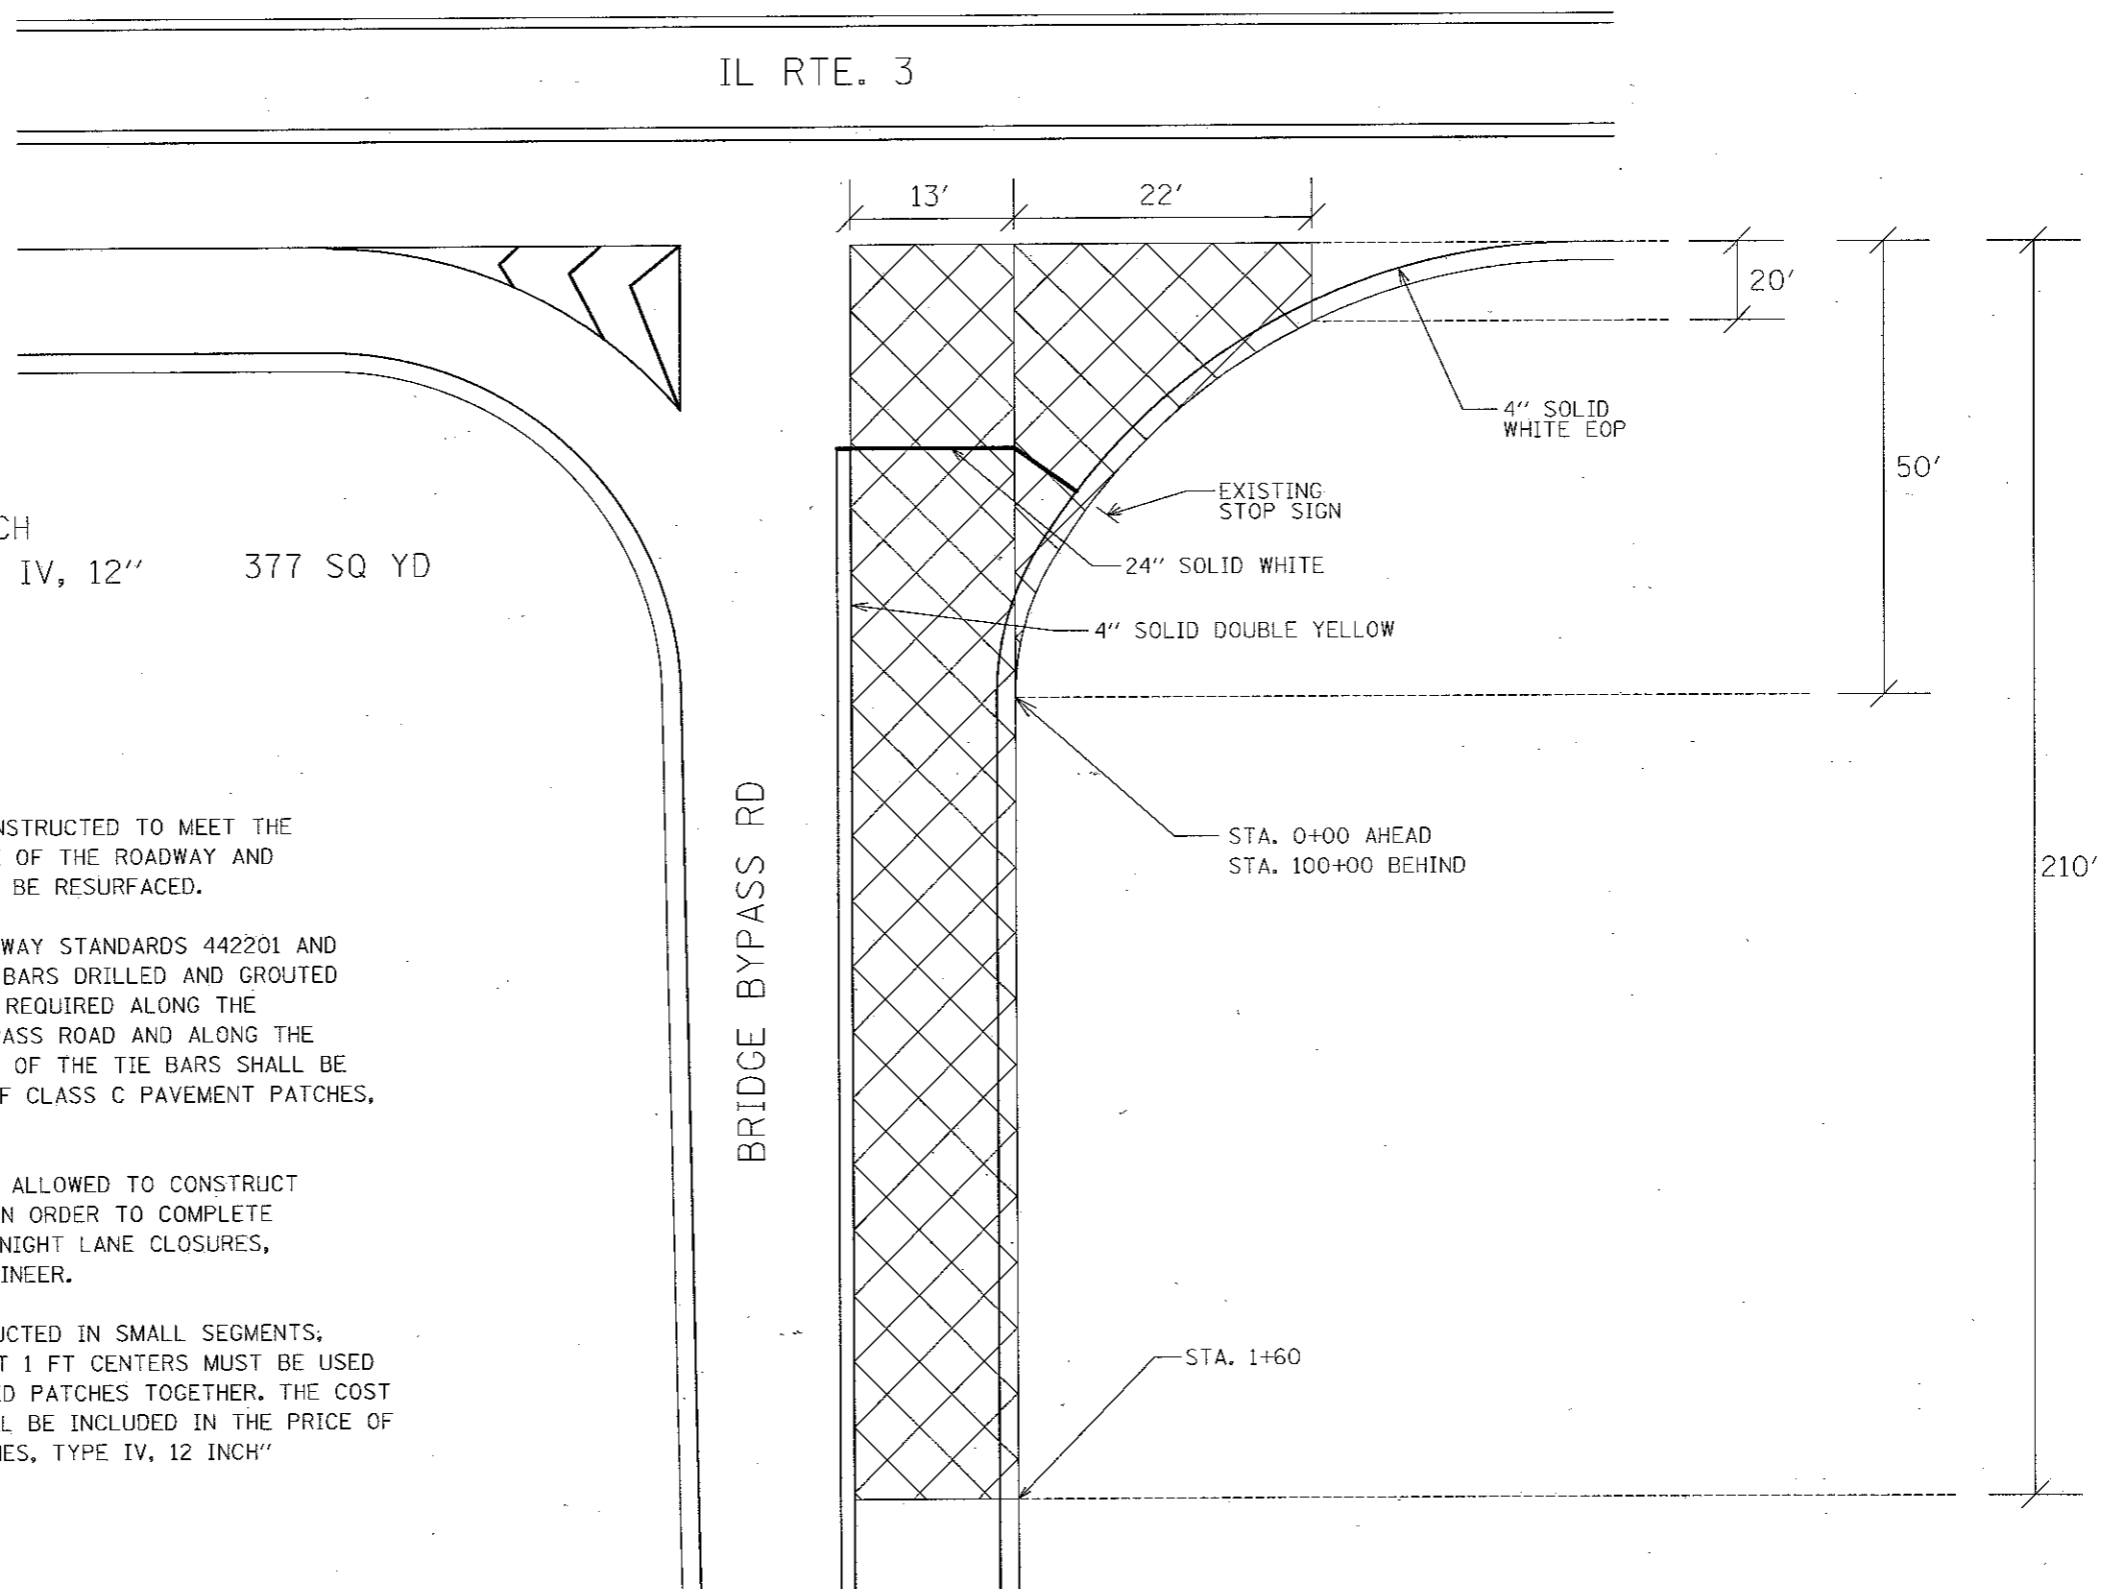 IL RTE. 3
13'
22'
20'
4" SOLID
WHITE EOP
50'
EXISTING
STOP SIGN
CH
IV, 12" 377 SQ YD
24" SOLID WHITE
4" SOLID DOUBLE YELLOW
BRIDGE BYPASS RD
STA. 0+00 AHEAD
STA. 100+00 BEHIND
210'
NSTRUCTED TO MEET THE
OF THE ROADWAY AND
BE RESURFACED.
WAY STANDARDS 442201 AND
BARS DRILLED AND GROUTED
REQUIRED ALONG THE
PASS ROAD AND ALONG THE
OF THE TIE BARS SHALL BE
F CLASS C PAVEMENT PATCHES,
ALLOWED TO CONSTRUCT
N ORDER TO COMPLETE
NIGHT LANE CLOSURES,
INEER.
UCTED IN SMALL SEGMENTS;
T 1 FT CENTERS MUST BE USED
ED PATCHES TOGETHER. THE COST
L BE INCLUDED IN THE PRICE OF
HES, TYPE IV, 12 INCH"
STA. 1+60